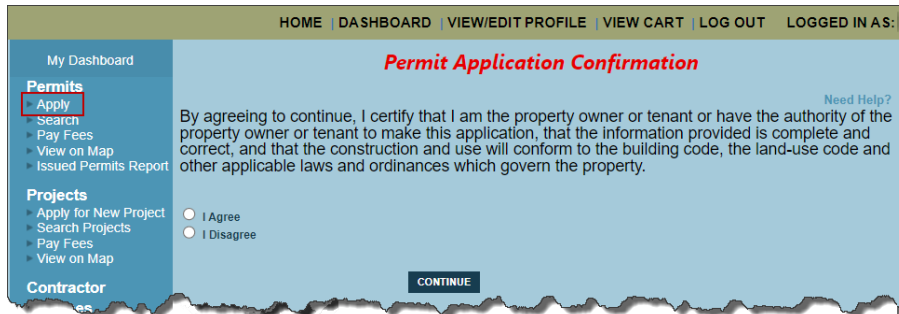 HOME | DASHBOARD | VIEW/EDIT PROFILE | VIEW CART | LOG OUT LOGGED IN AS:
My Dashboard
Permits
Apply
Search
Pay Fees
View on Map
Issued Permits Report
Projects
Apply for New Project
Search Projects
Pay Fees
View on Map
Contractor
Permit Application Confirmation
Need Help?
By agreeing to continue, I certify that I am the property owner or tenant or have the authority of the
property owner or tenant to make this application, that the information provided is complete and
correct, and that the construction and use will conform to the building code, the land-use code and
other applicable laws and ordinances which govern the property.
I Agree
I Disagree
CONTINUE